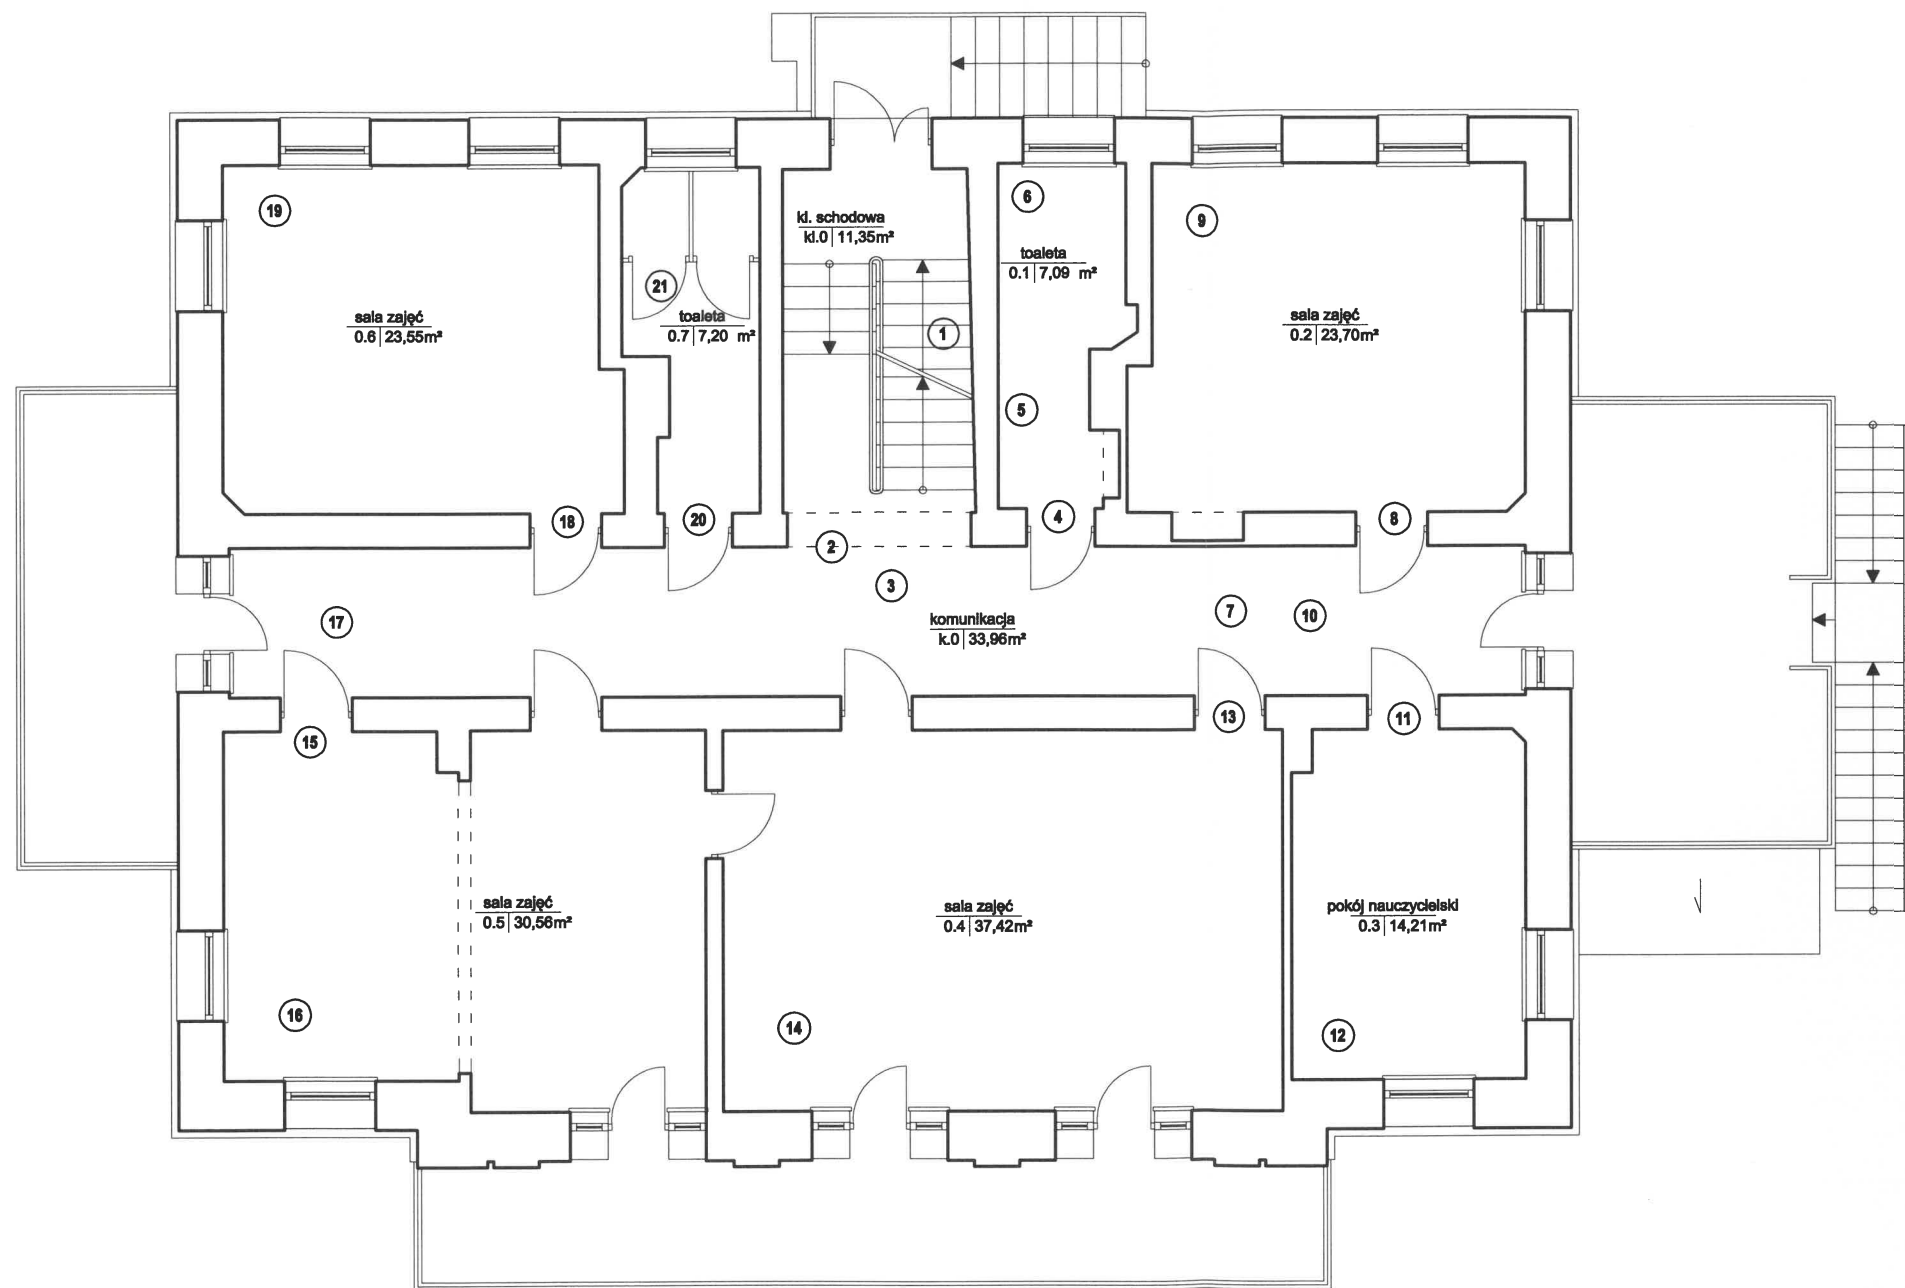 kl. schodowa
kl.0 11,35m²
19
6
9
toaleta
0.1 7,09 m²
21
sala zajęć
0.6 23,55m²
toaleta
0.7 7,20 m²
1
sala zajęć
0.2 23,70m²
5
18
20
2
4
8
3
17
komunikacja
k.0 33,96m²
7
10
15
13
11
sala zajęć
0.5 30,56m²
sala zajęć
0.4 37,42m²
pokój nauczycielski
0.3 14,21m²
16
14
12